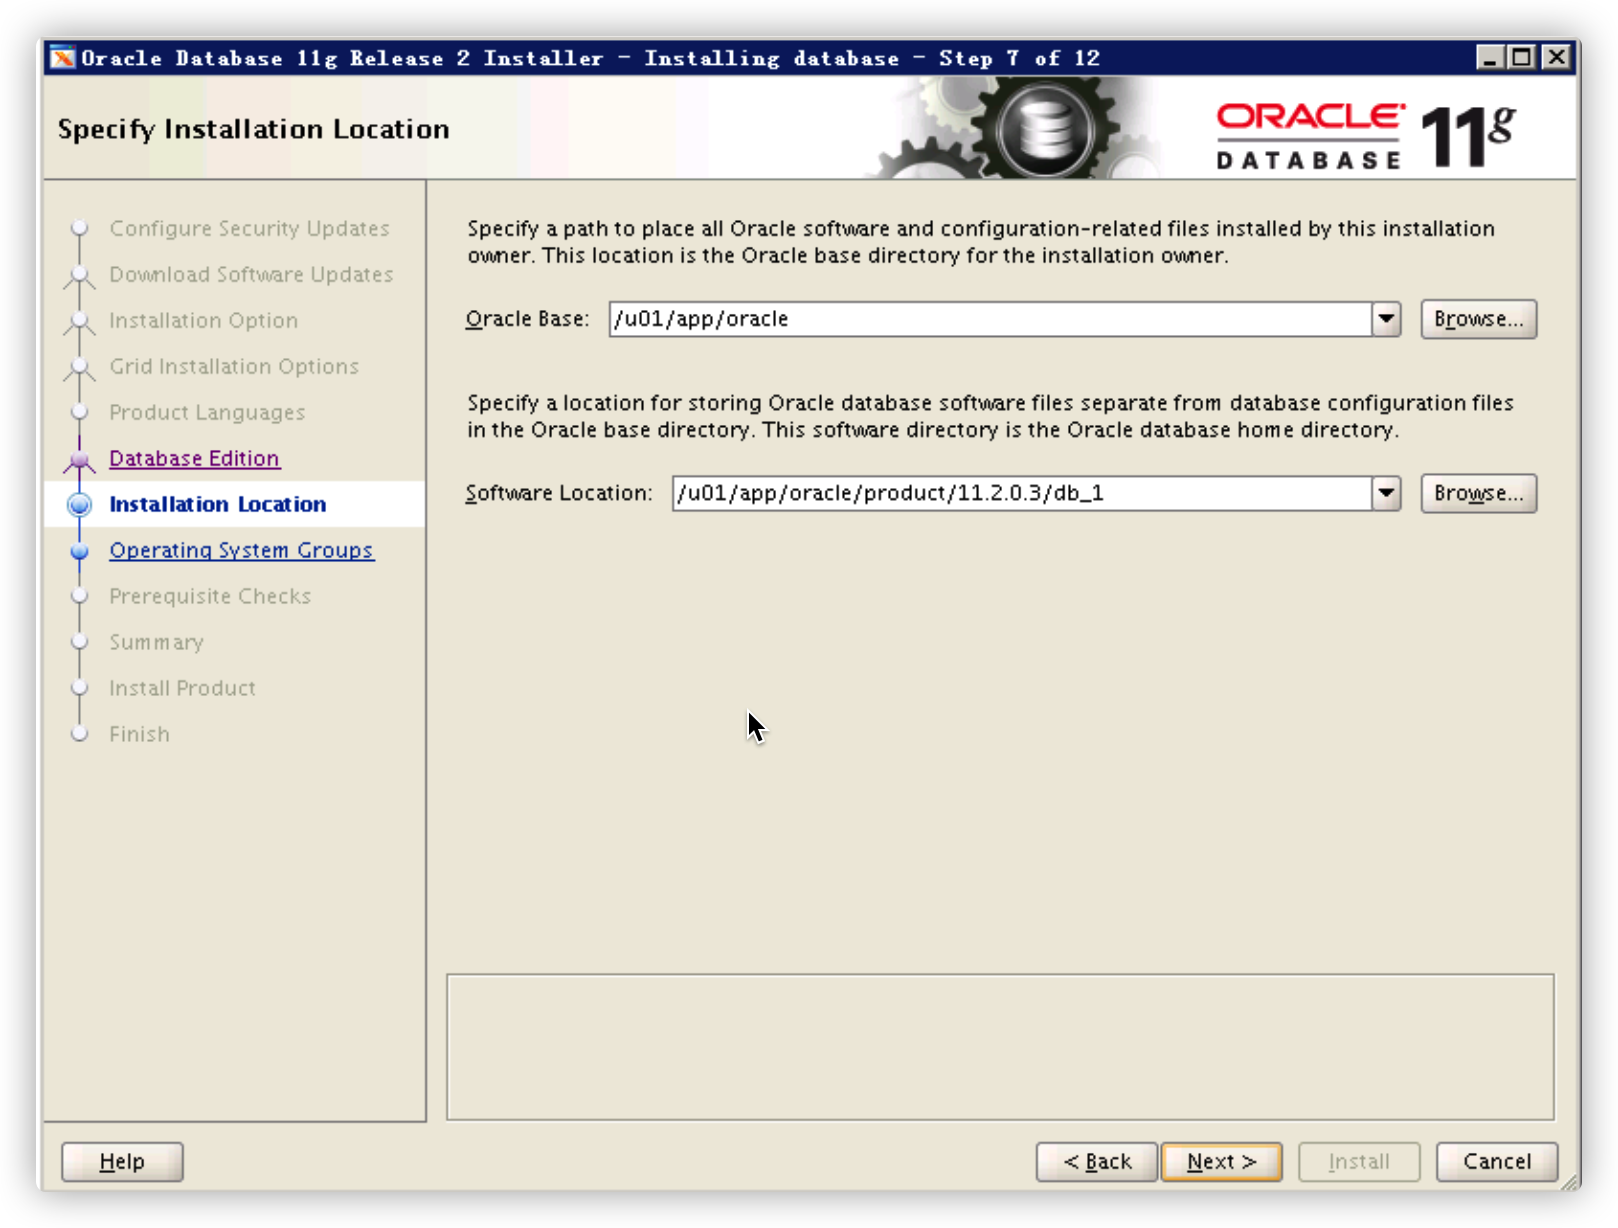 Oracle Database 11g Release 2 Installer - Installing database - Step 7 of 12
Specify Installation Location
ORACLE
DATABASE
11g
Configure Security Updates
Download Software Updates
Installation Option
Grid Installation Options
Product Languages
Database Edition
Installation Location
Operating System Groups
Prerequisite Checks
Summary
Install Product
Finish
Specify a path to place all Oracle software and configuration-related files installed by this installation
owner. This location is the Oracle base directory for the installation owner.
Oracle Base: /u01/app/oracle Browse...
Specify a location for storing Oracle database software files separate from database configuration files
in the Oracle base directory. This software directory is the Oracle database home directory.
Software Location: /u01/app/oracle/product/11.2.0.3/db_1 Browse...
Help < Back Next > Install Cancel